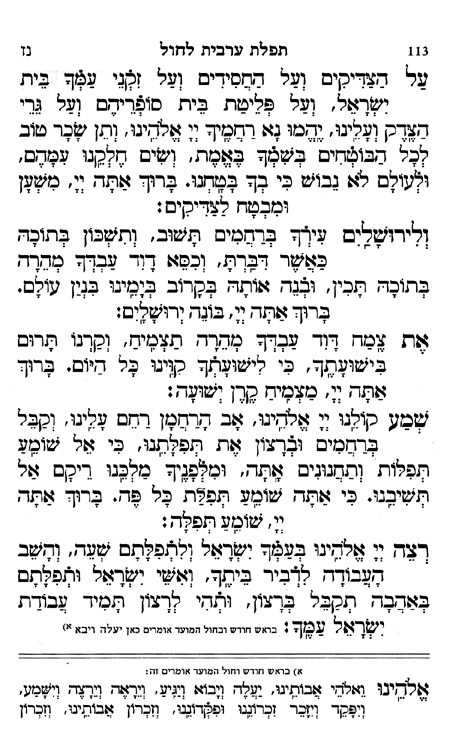 113 תפלת ערבית לחול נז
עַל הַצַּדִּיקִים וְעַל הַחֲסִידִים וְעַל זִקְנֵי עַמְּךָ בֵּית
יִשְׂרָאֵל, וְעַל פְּלֵיטַת בֵּית סוֹפְרֵיהֶם וְעַל גֵּרֵי
הַצֶּדֶק וְעָלֵינוּ, יֶהֱמוּ נָא רַחֲמֶיךָ יְיָ אֱלֹהֵינוּ, וְתֵן שָׂכָר טוֹב
לְכָל הַבּוֹטְחִים בְּשִׁמְךָ בֶּאֱמֶת, וְשִׂים חֶלְקֵנוּ עִמָּהֶם,
וּלְעוֹלָם לֹא נֵבוֹשׁ כִּי בְךָ בָּטָחְנוּ. בָּרוּךְ אַתָּה יְיָ, מִשְׁעָן
וּמִבְטָח לַצַּדִּיקִים:
וְלִירוּשָׁלַיִם עִירְךָ בְּרַחֲמִים תָּשׁוּב, וְתִשְׁכּוֹן בְּתוֹכָהּ
כַּאֲשֶׁר דִּבַּרְתָּ, וְכִסֵּא דָוִד עַבְדְּךָ מְהֵרָה
בְּתוֹכָהּ תָּכִין, וּבְנֵה אוֹתָהּ בְּקָרוֹב בְּיָמֵינוּ בִּנְיַן עוֹלָם.
בָּרוּךְ אַתָּה יְיָ, בּוֹנֵה יְרוּשָׁלָיִם:
אֶת צֶמַח דָּוִד עַבְדְּךָ מְהֵרָה תַצְמִיחַ, וְקַרְנוֹ תָּרוּם
בִּישׁוּעָתֶךָ, כִּי לִישׁוּעָתְךָ קִוִּינוּ כָּל הַיּוֹם. בָּרוּךְ
אַתָּה יְיָ, מַצְמִיחַ קֶרֶן יְשׁוּעָה:
שְׁמַע קוֹלֵנוּ יְיָ אֱלֹהֵינוּ, אָב הָרַחֲמָן רַחֵם עָלֵינוּ, וְקַבֵּל
בְּרַחֲמִים וּבְרָצוֹן אֶת תְּפִלָּתֵנוּ, כִּי אֵל שׁוֹמֵעַ
תְּפִלּוֹת וְתַחֲנוּנִים אָתָּה, וּמִלְּפָנֶיךָ מַלְכֵּנוּ רֵיקָם אַל
תְּשִׁיבֵנוּ. כִּי אַתָּה שׁוֹמֵעַ תְּפִלַּת כָּל פֶּה. בָּרוּךְ אַתָּה
יְיָ, שׁוֹמֵעַ תְּפִלָּה:
רְצֵה יְיָ אֱלֹהֵינוּ בְּעַמְּךָ יִשְׂרָאֵל וְלִתְפִלָּתָם שְׁעֵה, וְהָשֵׁב
הָעֲבוֹדָה לִדְבִיר בֵּיתֶךָ, וְאִשֵּׁי יִשְׂרָאֵל וּתְפִלָּתָם
בְּאַהֲבָה תְקַבֵּל בְּרָצוֹן, וּתְהִי לְרָצוֹן תָּמִיד עֲבוֹדַת
יִשְׂרָאֵל עַמֶּךָ: בראש חודש ובחול המועד אומרים כאן יעלה ויבא א)
א) בראש חודש וחול המועד אומרים זה:
אֱלֹהֵינוּ וֵאלֹהֵי אֲבוֹתֵינוּ, יַעֲלֶה וְיָבוֹא וְיַגִּיעַ, וְיֵרָאֶה וְיֵרָצֶה וְיִשָּׁמַע,
וְיִפָּקֵד וְיִזָּכֵר זִכְרוֹנֵנוּ וּפִקְדוֹנֵנוּ, וְזִכְרוֹן אֲבוֹתֵינוּ, וְזִכְרוֹן